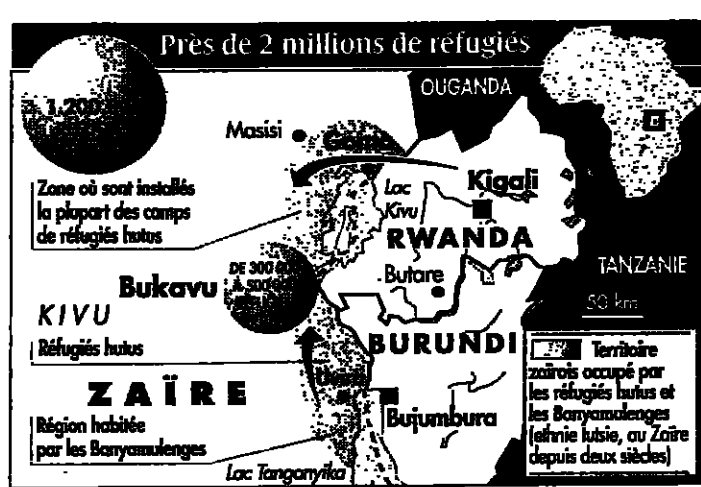 Près de 2 millions de réfugiés
OUGANDA
Masisi
Goma
Zone où sont installés
la plupart des camps
de réfugiés hutus
Lac
Kivu
Kigali
RWANDA
Butare
TANZANIE
50 km
DE 300
Bukavu
KIVU
Réfugiés hutus
BURUNDI
ZAÏRE
Région habitée
par les Banyamulenges
Bujumbura
Lac Tanganyika
Territoire
zaïrois occupé par
les réfugiés hutus et
les Banyamulenges
(ethnie tutsie, au Zaïre
depuis deux siècles)